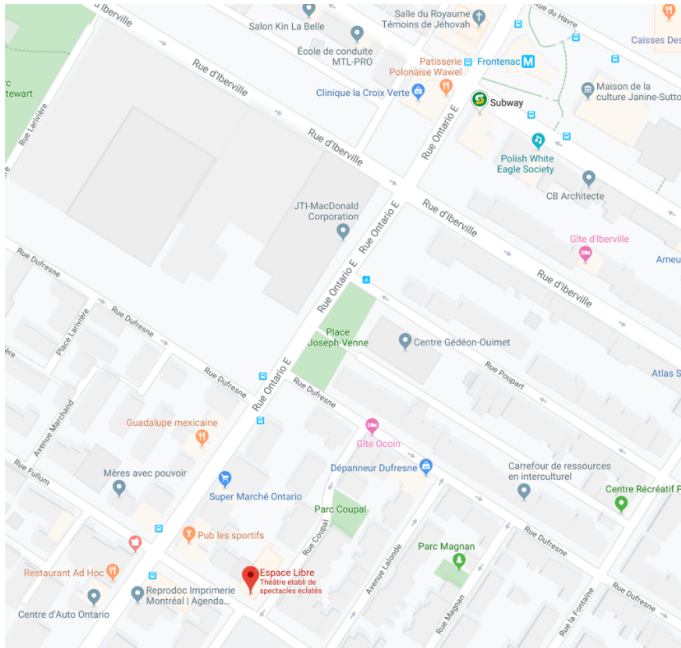 d'Iberville
Salon Kin La Belle
Salle du Royaume
Témoins de Jéhovah
Rue du Havre
École de conduite
MTL-PRO
Caisses Des
Patisserie
Polonaise Wawel
Frontenac M
Rue d'Iberville
Clinique la Croix Verte
Maison de la
culture Janine-Sutto
Subway
Rue Larivière
Rue d'Iberville
Rue Ontario E
Polish White
Eagle Society
CB Architecte
JTI-MacDonald
Corporation
Rue Ontario E
Rue d'Iberville
Gîte d'Iberville
Ameu
Rue Dufresne
Rue Ontario E
Rue d'Iberville
Place Larivière
Rue Dufresne
Place
Joseph-Venne
Centre Gédéon-Ouimet
Rue Poupart
Atlas S
Rue Dufresne
Rue Ontario E
Rue Dufresne
Avenue Marchand
Guadalupe mexicaine
Gîte Ocoin
Rue Fullum
Mères avec pouvoir
Dépanneur Dufresne
Carrefour de ressources
en interculturel
Super Marché Ontario
Centre Récréatif P
Parc Coupal
Pub les sportifs
Rue Coupal
Rue Dufresne
Parc Magnan
Avenue Lalonde
Restaurant Ad Hoc
Espace Libre
Théâtre établi de
spectacles éclatés
Reprodoc Imprimerie
Montréal | Agenda...
Centre d'Auto Ontario
Rue Magnan
Rue la Fontaine